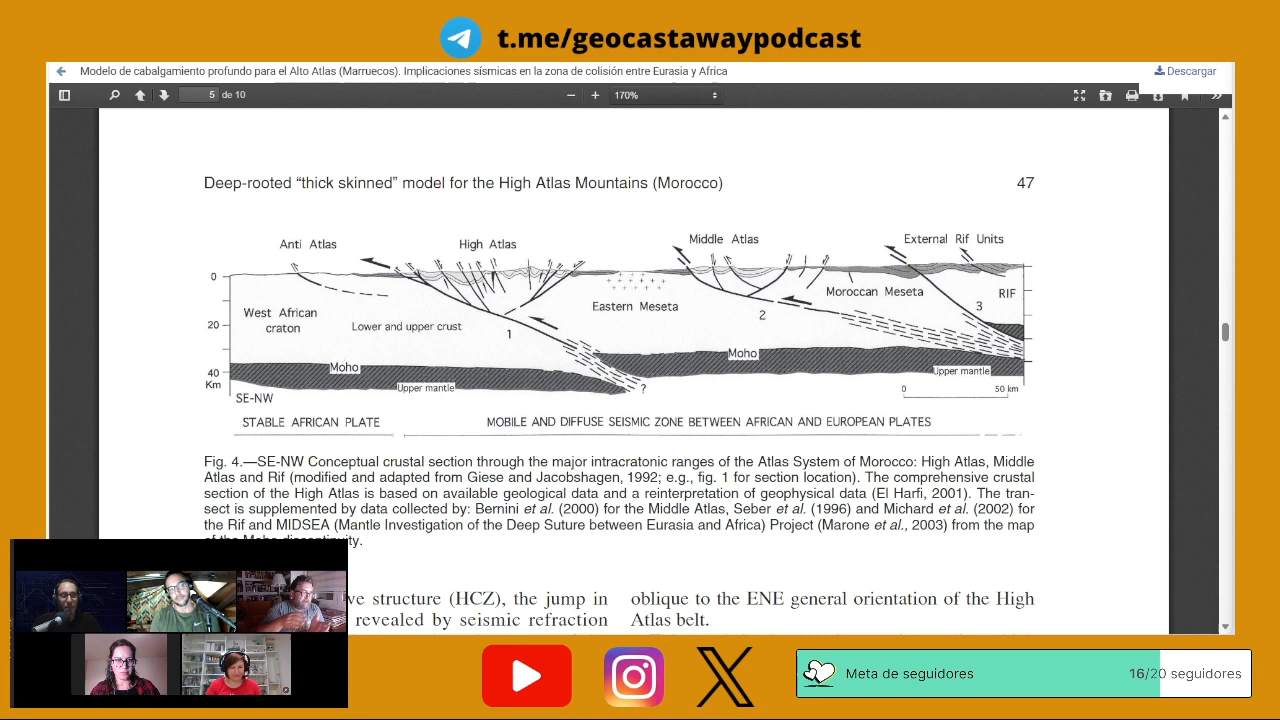 t.me/geocastawaypodcast
Modelo de cabalgamiento profundo para el Alto Atlas (Marruecos). Implicaciones sísmicas en la zona de colisión entre Eurasia y Africa
Descargar
5 de 10
170%
Deep-rooted “thick skinned” model for the High Atlas Mountains (Morocco)
47
Anti Atlas
High Atlas
Middle Atlas
External Rif Units
0
West African
craton
Lower and upper crust
1
Eastern Meseta
2
Moroccan Meseta
3
RIF
20
Moho
Moho
40
Km
Upper mantle
?
Upper mantle
SE-NW
0
50 km
STABLE AFRICAN PLATE
MOBILE AND DIFFUSE SEISMIC ZONE BETWEEN AFRICAN AND EUROPEAN PLATES
Fig. 4.—SE-NW Conceptual crustal section through the major intracratonic ranges of the Atlas System of Morocco: High Atlas, Middle
Atlas and Rif (modified and adapted from Giese and Jacobshagen, 1992; e.g., fig. 1 for section location). The comprehensive crustal
section of the High Atlas is based on available geological data and a reinterpretation of geophysical data (El Harfi, 2001). The tran-
sect is supplemented by data collected by: Bernini et al. (2000) for the Middle Atlas, Seber et al. (1996) and Michard et al. (2002) for
the Rif and MIDSEA (Mantle Investigation of the Deep Suture between Eurasia and Africa) Project (Marone et al., 2003) from the map
of the Moho discontinuity.
ve structure (HCZ), the jump in
revealed by seismic refraction
oblique to the ENE general orientation of the High
Atlas belt.
Meta de seguidores
16/20 seguidores